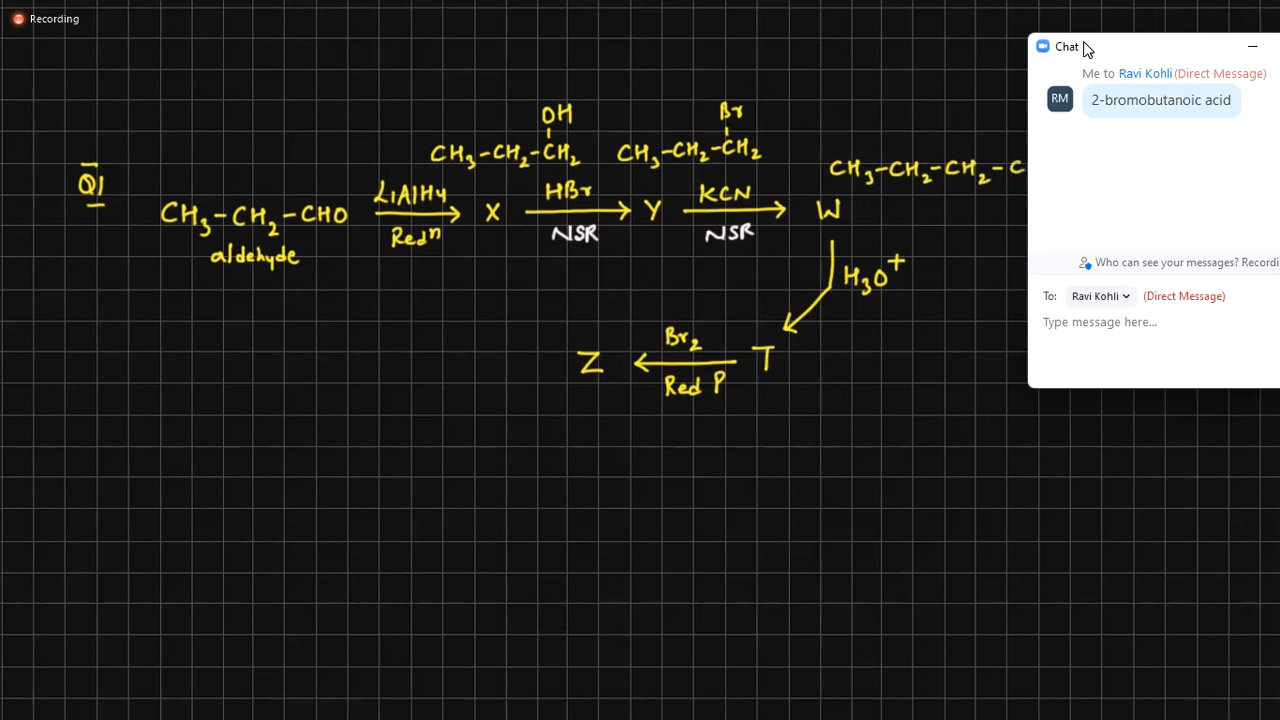 Recording
Chat
Me to Ravi Kohli (Direct Message)
RM
2-bromobutanoic acid
OH
Br
CH3-CH2-CH2
CH3-CH2-CH2
CH3-CH2-CH2-C
Q1
CH3-CH2-CHO
LiAlH4
X
HBr
Y
KCN
W
Redn
NSR
NSR
aldehyde
Who can see your messages? Recordi
H3O+
To: Ravi Kohli (Direct Message)
Type message here...
Br2
Z
T
Red P